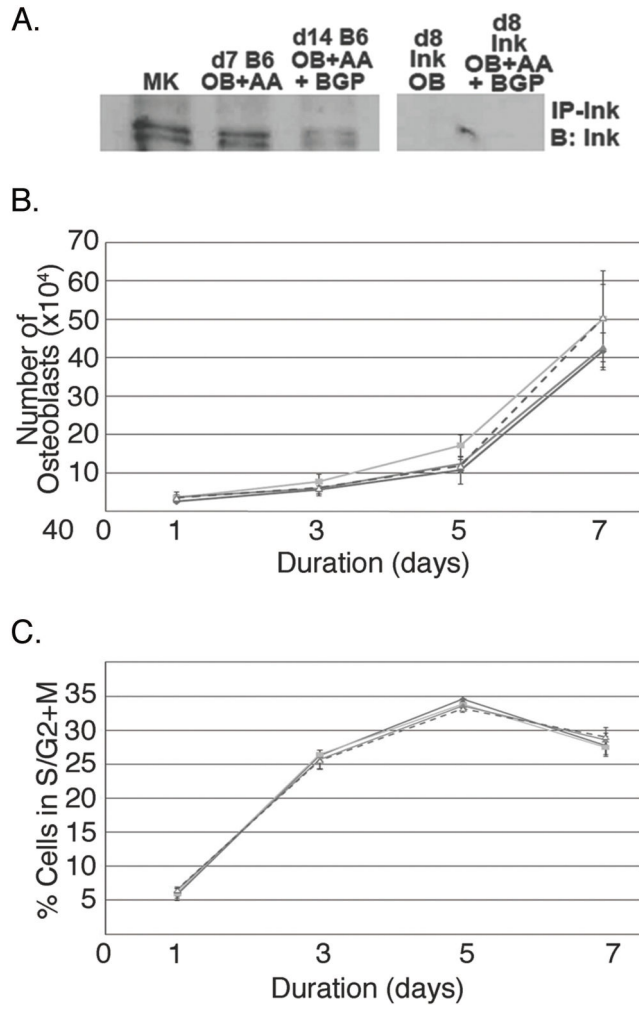 A.
MK
d7 B6
OB+AA
d14 B6
OB+AA
+ BGP
d8
Ink
OB
d8
Ink
OB+AA
+ BGP
IP-Ink
B: Ink
B.
Number of
Osteoblasts (x10⁴)
70
60
50
40
30
20
10
40 0 1 3 5 7
Duration (days)
C.
% Cells in S/G2+M
35
30
25
20
15
10
5
0 1 3 5 7
Duration (days)